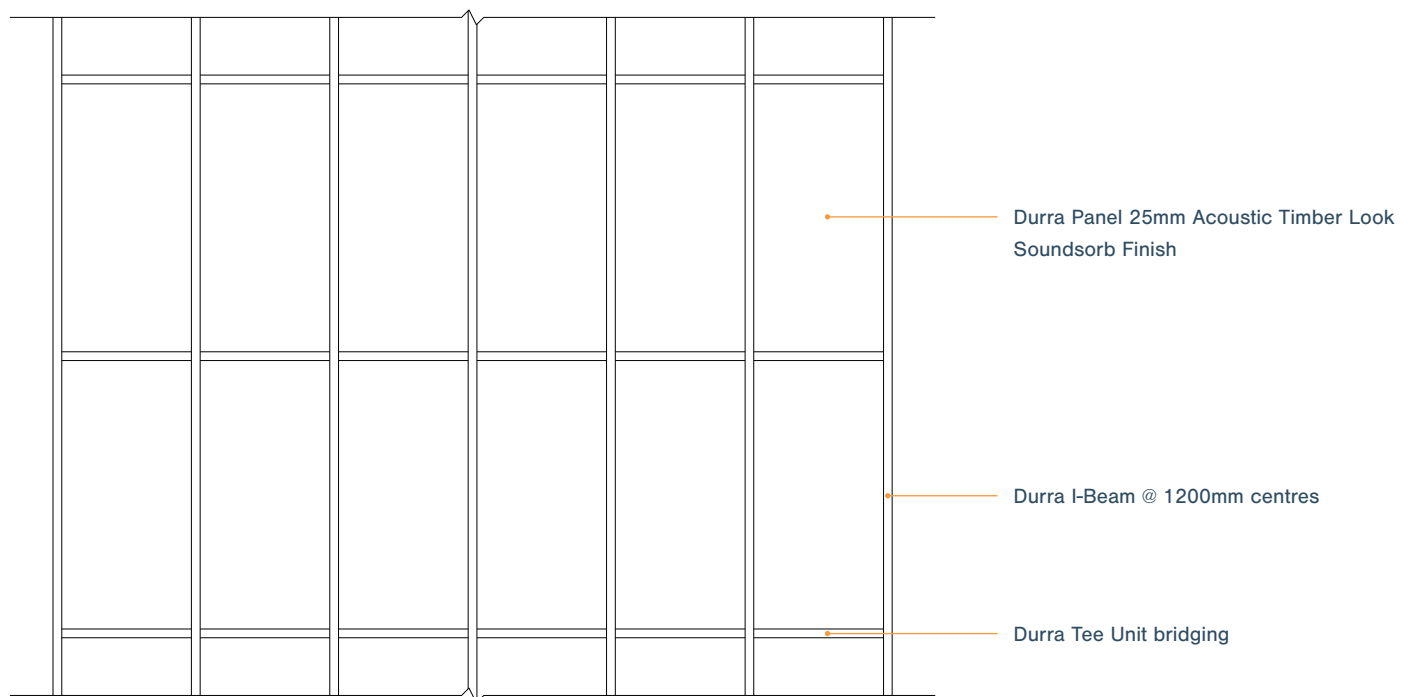 Durra Panel 25mm Acoustic Timber Look
Soundsorb Finish
Durra I-Beam @ 1200mm centres
Durra Tee Unit bridging